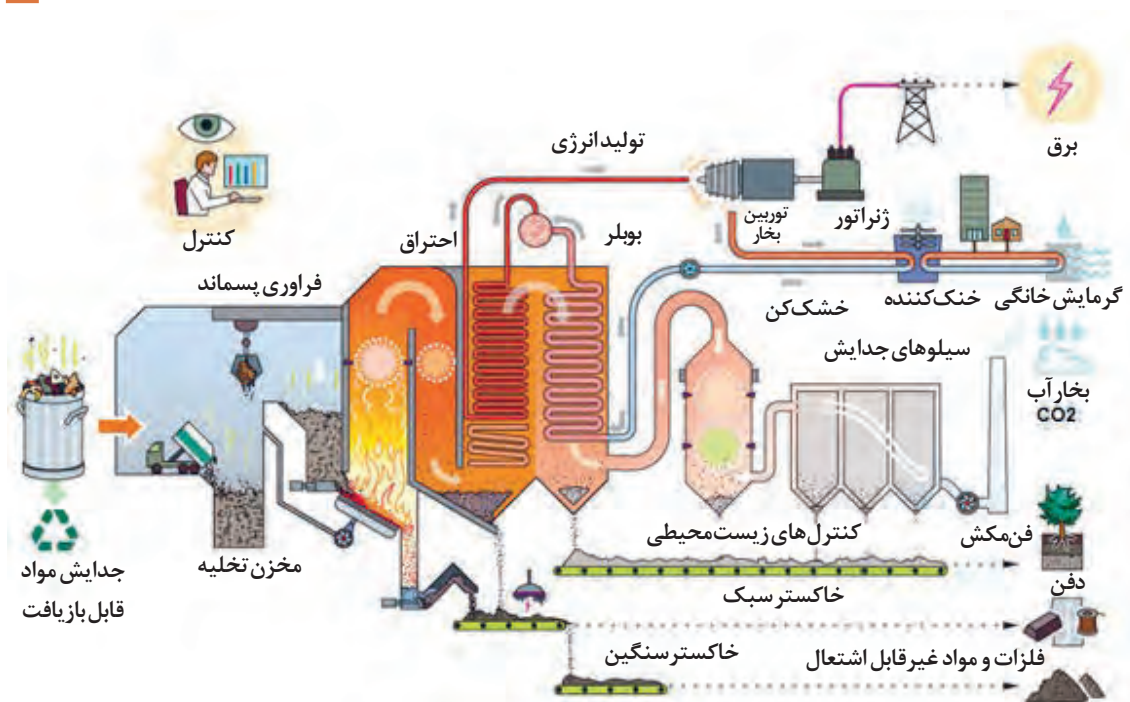 برق
تولید انرژی
کنترل
احتراق
بویلر
توربین
بخار
ژنراتور
فراوری پسماند
خشک‌کن
خنک‌کننده
گرمایش خانگی
سیلوهای جدایش
بخار آب
CO2
جدایش مواد
قابل بازیافت
مخزن تخلیه
کنترل‌های زیست‌محیطی
فن مکش
دفن
خاکستر سبک
خاکستر سنگین
فلزات و مواد غیر قابل اشتعال